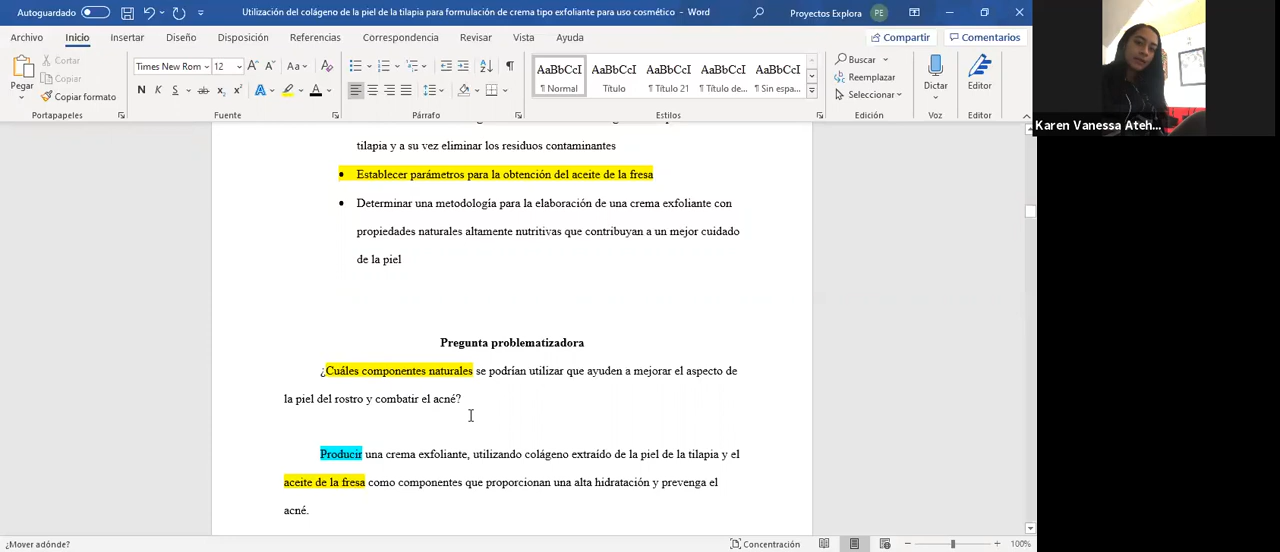 Autoguardado
Utilización del colágeno de la piel de la tilapia para formulación de crema tipo exfoliante para uso cosmético - Word
Proyectos Explora
PE
Archivo Inicio Insertar Diseño Disposición Referencias Correspondencia Revisar Vista Ayuda
Compartir Comentarios
Pegar
Cortar
Copiar
Copiar formato
Portapapeles
Times New Rom 12
Fuente
Párrafo
AaBbCcI AaBbCcI AaBbCcI AaBbCcI AaBbCcI
¶ Normal Título ¶ Título 21 ¶ Título de... ¶ Sin espa...
Estilos
Buscar
Reemplazar
Seleccionar
Edición
Dictar
Voz
Editor
Editor
Karen Vanessa Ateh...
tilapia y a su vez eliminar los residuos contaminantes
• Establecer parámetros para la obtención del aceite de la fresa
• Determinar una metodología para la elaboración de una crema exfoliante con
propiedades naturales altamente nutritivas que contribuyan a un mejor cuidado
de la piel
Pregunta problematizadora
¿Cuáles componentes naturales se podrían utilizar que ayuden a mejorar el aspecto de
la piel del rostro y combatir el acné?
Producir una crema exfoliante, utilizando colágeno extraído de la piel de la tilapia y el
aceite de la fresa como componentes que proporcionan una alta hidratación y prevenga el
acné.
¿Mover adónde?
Concentración
100%